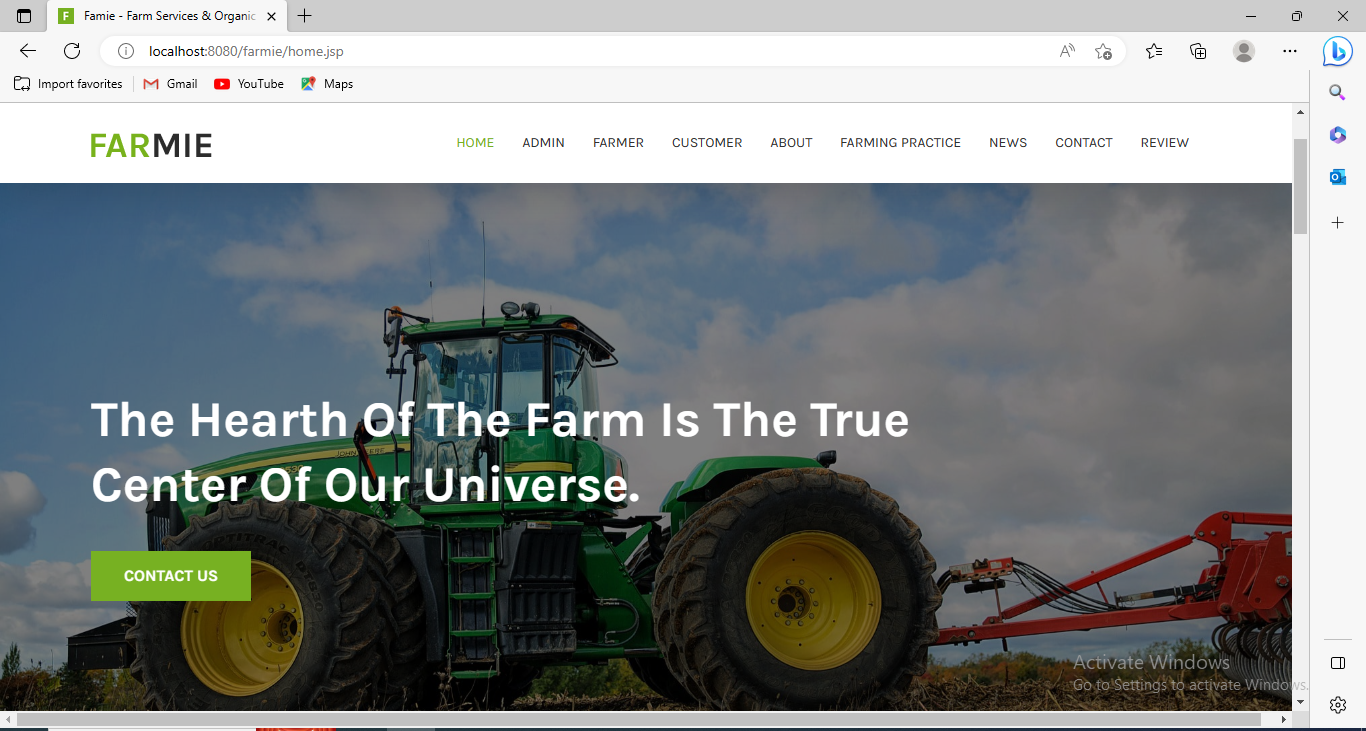 Famie - Farm Services & Organic
localhost:8080/farmie/home.jsp
Import favorites Gmail YouTube Maps
FARMIE
HOME ADMIN FARMER CUSTOMER ABOUT FARMING PRACTICE NEWS CONTACT REVIEW
JOHN DEERE
The Hearth Of The Farm Is The True
Center Of Our Universe.
CONTACT US
Activate Windows
Go to Settings to activate Windows.